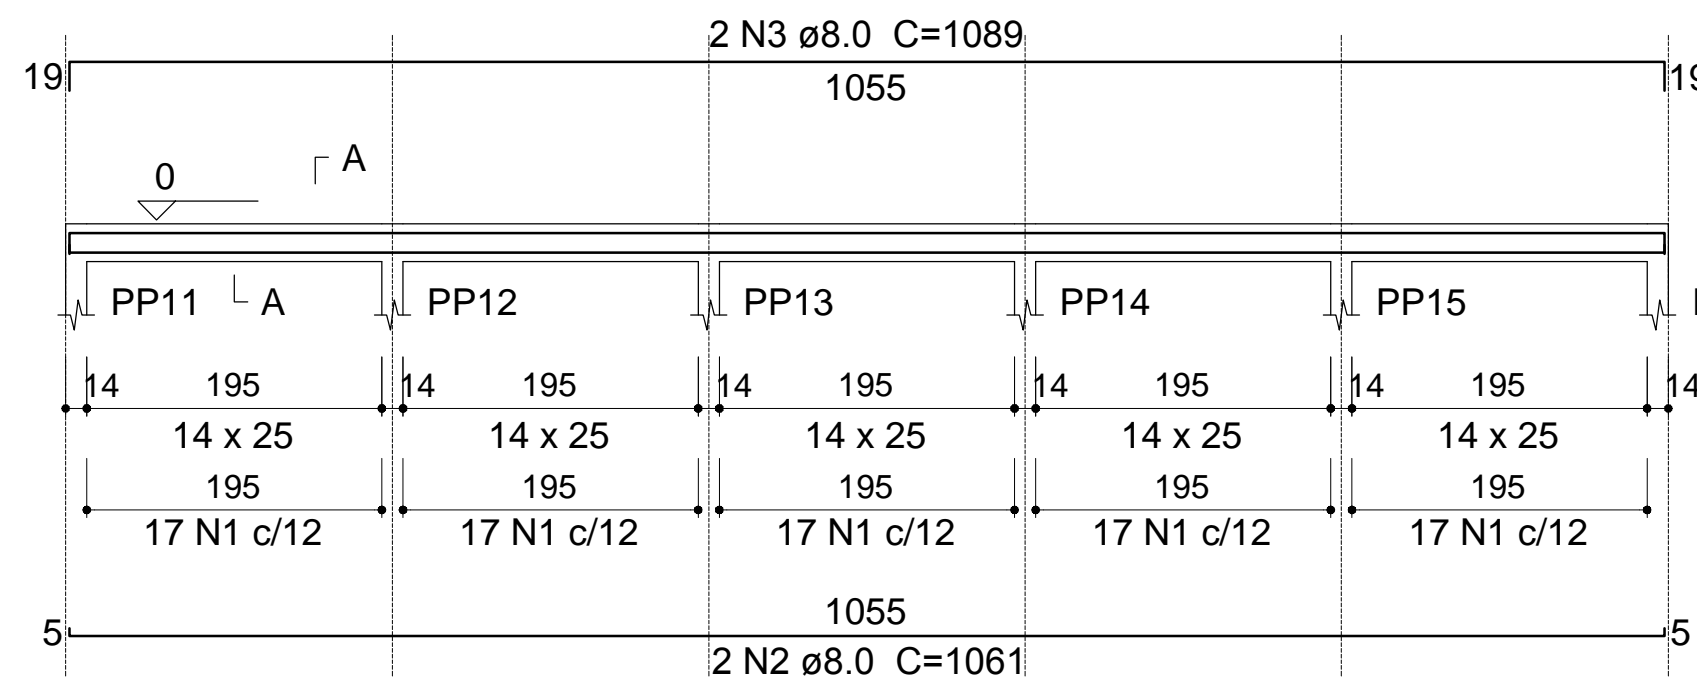 2 N3 ø8.0 C=1089
19 1055 19
A
0
PP11 A PP12 PP13 PP14 PP15
14 195 14 195 14 195 14 195 14 195 14
14 x 25 14 x 25 14 x 25 14 x 25 14 x 25
195 195 195 195 195
17 N1 c/12 17 N1 c/12 17 N1 c/12 17 N1 c/12 17 N1 c/12
1055
5 5
2 N2 ø8.0 C=1061